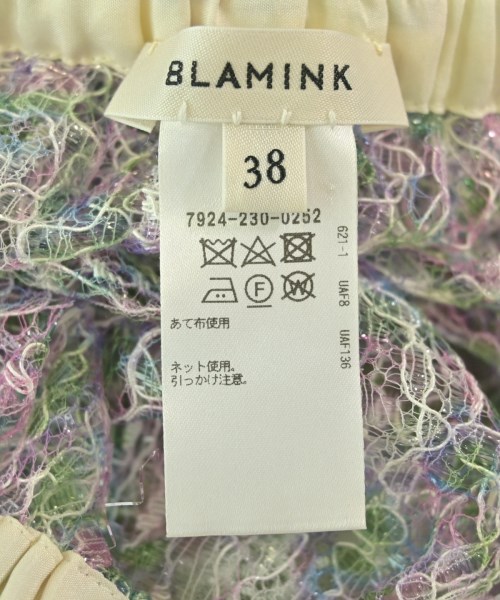 BLAMINK
38
7924-230-0252
F
W
あて布使用
ネット使用。
引っかけ注意。
621-1 UAF8 UAF136